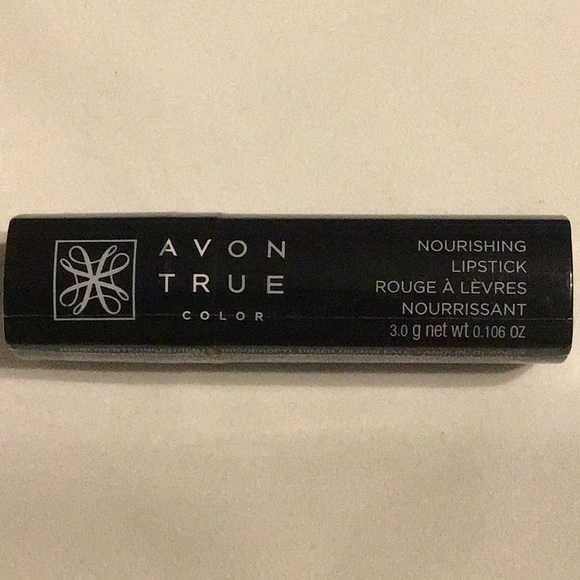 AVON
TRUE
COLOR
NOURISHING
LIPSTICK
ROUGE À LÈVRES
NOURRISSANT
3.0 g net wt 0.106 OZ